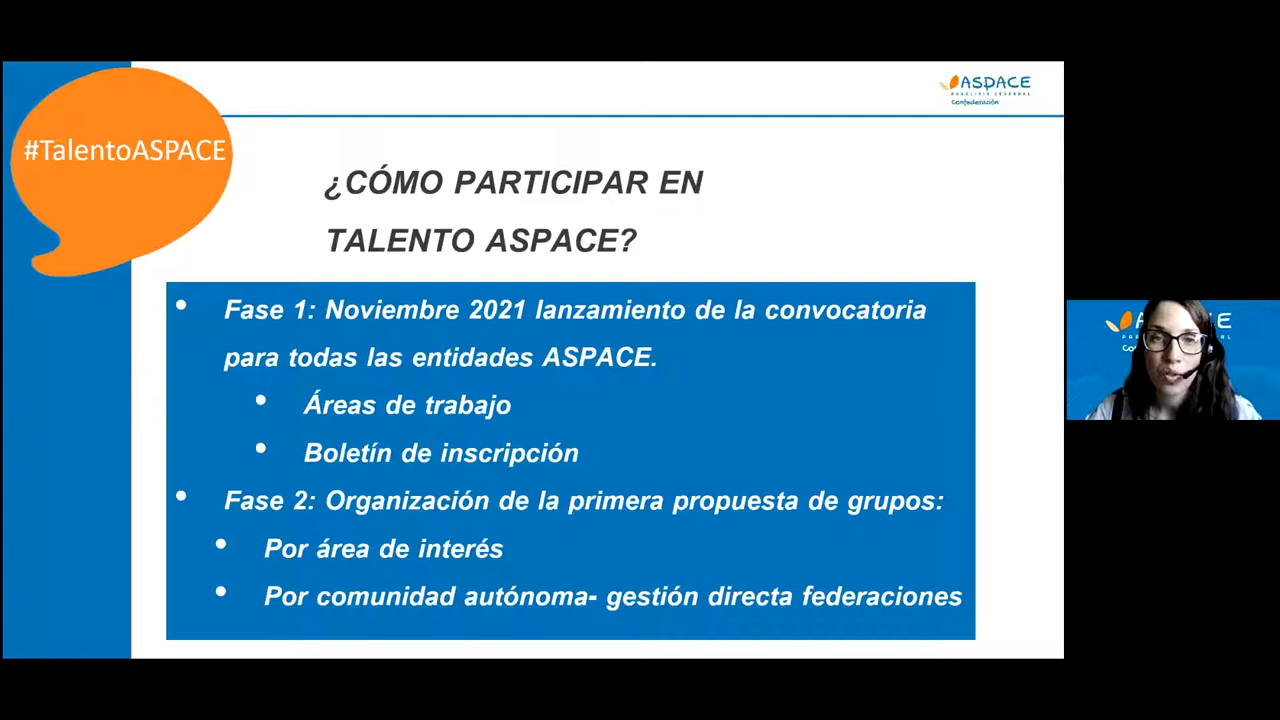 #TalentoASPACE
ASPACE
PARÁLISIS CEREBRAL
Confederación
¿CÓMO PARTICIPAR EN
TALENTO ASPACE?
• Fase 1: Noviembre 2021 lanzamiento de la convocatoria
para todas las entidades ASPACE.
• Áreas de trabajo
• Boletín de inscripción
• Fase 2: Organización de la primera propuesta de grupos:
• Por área de interés
• Por comunidad autónoma- gestión directa federaciones